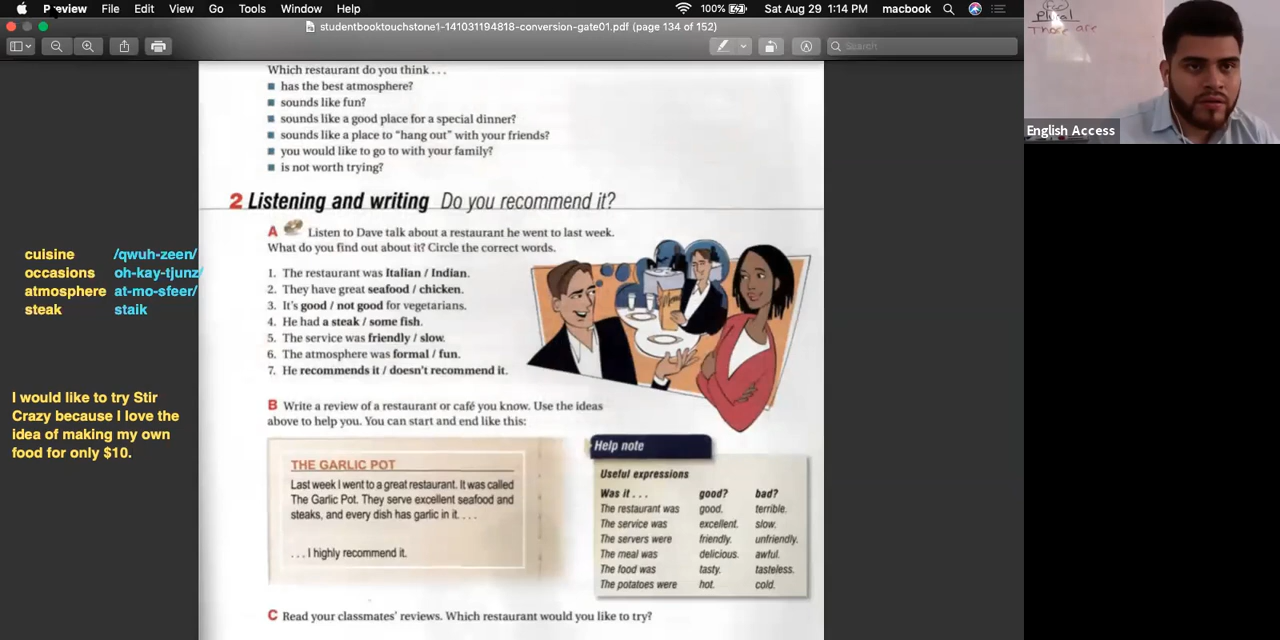 Preview File Edit View Go Tools Window Help 100% Sat Aug 29 1:14 PM macbook
studentbooktouchstone1-141031194818-conversion-gate01.pdf (page 134 of 152)
Search
Plural
Those are
English Access
Which restaurant do you think . . .
has the best atmosphere?
sounds like fun?
sounds like a good place for a special dinner?
sounds like a place to “hang out” with your friends?
you would like to go to with your family?
is not worth trying?
2 Listening and writing Do you recommend it?
A Listen to Dave talk about a restaurant he went to last week.
What do you find out about it? Circle the correct words.
1. The restaurant was Italian / Indian.
2. They have great seafood / chicken.
3. It's good / not good for vegetarians.
4. He had a steak / some fish.
5. The service was friendly / slow.
6. The atmosphere was formal / fun.
7. He recommends it / doesn't recommend it.
Menu
cuisine /qwuh-zeen/
occasions oh-kay-tjunz/
atmosphere at-mo-sfeer/
steak staik
I would like to try Stir
Crazy because I love the
idea of making my own
food for only $10.
B Write a review of a restaurant or café you know. Use the ideas
above to help you. You can start and end like this:
THE GARLIC POT
Last week I went to a great restaurant. It was called
The Garlic Pot. They serve excellent seafood and
steaks, and every dish has garlic in it. . . .
. . . I highly recommend it.
Help note
Useful expressions
Was it . . . good? bad?
The restaurant was good. terrible.
The service was excellent. slow.
The servers were friendly. unfriendly.
The meal was delicious. awful.
The food was tasty. tasteless.
The potatoes were hot. cold.
C Read your classmates' reviews. Which restaurant would you like to try?